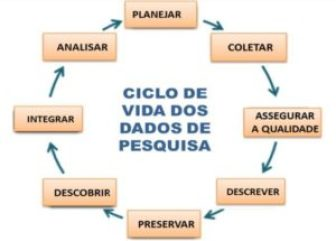 PLANEJAR
COLETAR
ASSEGURAR
A QUALIDADE
DESCREVER
PRESERVAR
DESCOBRIR
INTEGRAR
ANALISAR
CICLO DE
VIDA DOS
DADOS DE
PESQUISA